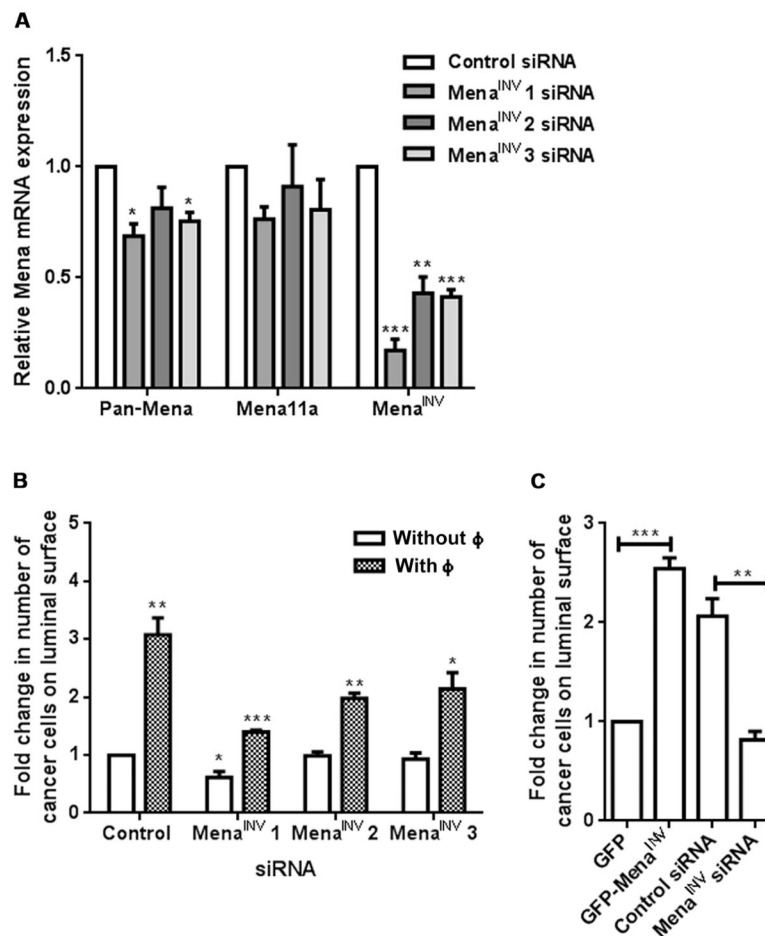 A
Relative Mena mRNA expression
1.5
1.0
0.5
0.0
Control siRNA
Mena^INV 1 siRNA
Mena^INV 2 siRNA
Mena^INV 3 siRNA
*
*
***
**
***
Pan-Mena
Mena11a
Mena^INV
B
Fold change in number of
cancer cells on luminal surface
5
4
3
2
1
0
Without ϕ
With ϕ
**
*
***
**
*
Control
Mena^INV 1
Mena^INV 2
Mena^INV 3
siRNA
C
Fold change in number of
cancer cells on luminal surface
3
2
1
0
***
**
GFP
GFP-Mena^INV
Control siRNA
Mena^INV siRNA